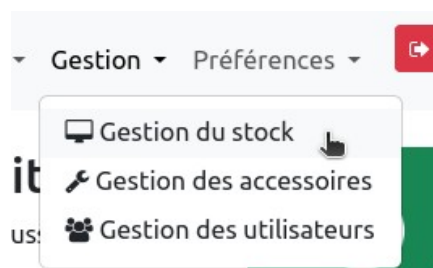 Gestion Préférences
Gestion du stock
Gestion des accessoires
Gestion des utilisateurs